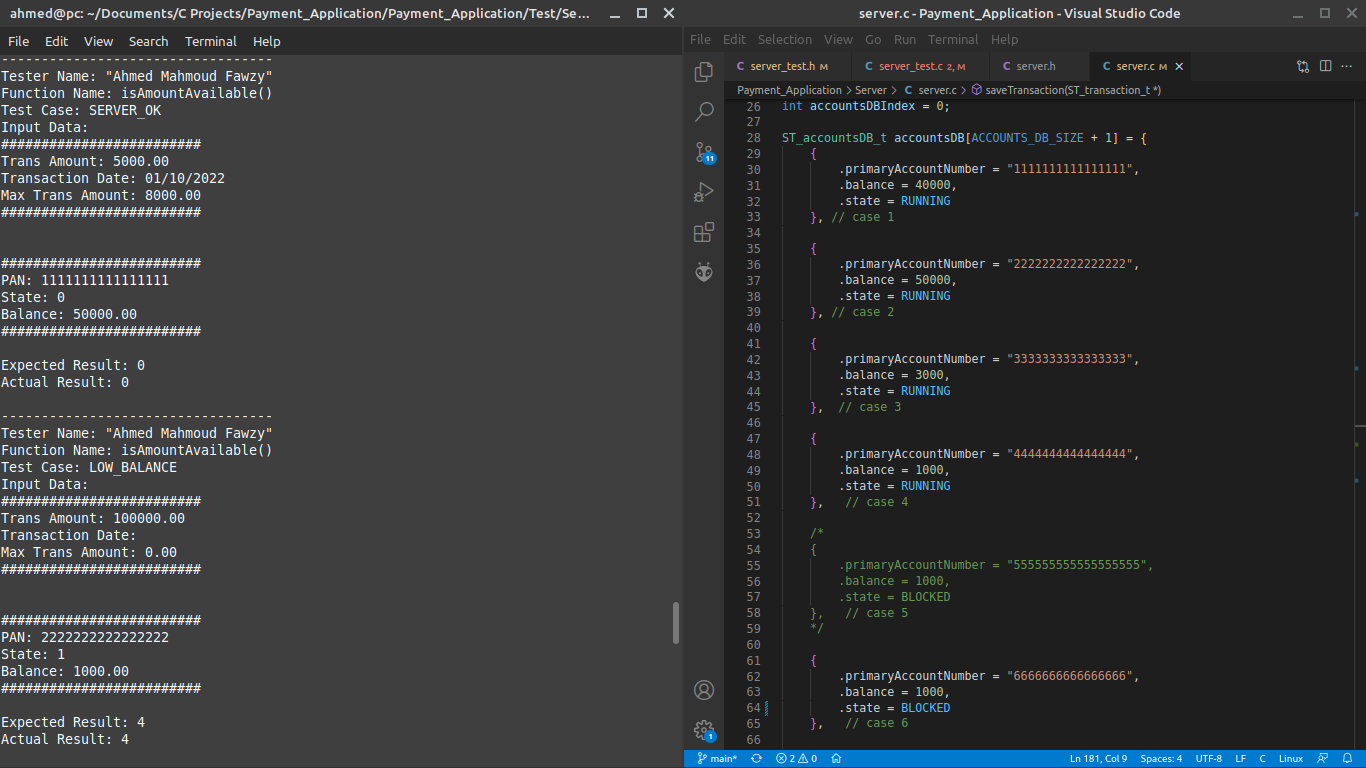 ahmed@pc: ~/Documents/C Projects/Payment_Application/Payment_Application/Test/Se...
File Edit View Search Terminal Help
----------------------------------
Tester Name: "Ahmed Mahmoud Fawzy"
Function Name: isAmountAvailable()
Test Case: SERVER_OK
Input Data:
#########################
Trans Amount: 5000.00
Transaction Date: 01/10/2022
Max Trans Amount: 8000.00
#########################
#########################
PAN: 1111111111111111
State: 0
Balance: 50000.00
#########################
Expected Result: 0
Actual Result: 0
----------------------------------
Tester Name: "Ahmed Mahmoud Fawzy"
Function Name: isAmountAvailable()
Test Case: LOW_BALANCE
Input Data:
#########################
Trans Amount: 100000.00
Transaction Date:
Max Trans Amount: 0.00
#########################
#########################
PAN: 2222222222222222
State: 1
Balance: 1000.00
#########################
Expected Result: 4
Actual Result: 4
server.c - Payment_Application - Visual Studio Code
File Edit Selection View Go Run Terminal Help
C server_test.h M C server_test.c 2, M C server.h C server.c M
Payment_Application > Server > C server.c > saveTransaction(ST_transaction_t *)
26 int accountsDBIndex = 0;
27
28 ST_accountsDB_t accountsDB[ACCOUNTS_DB_SIZE + 1] = {
29 {
30 .primaryAccountNumber = "1111111111111111",
31 .balance = 40000,
32 .state = RUNNING
33 }, // case 1
34
35 {
36 .primaryAccountNumber = "2222222222222222",
37 .balance = 50000,
38 .state = RUNNING
39 }, // case 2
40
41 {
42 .primaryAccountNumber = "3333333333333333",
43 .balance = 3000,
44 .state = RUNNING
45 }, // case 3
46
47 {
48 .primaryAccountNumber = "4444444444444444",
49 .balance = 1000,
50 .state = RUNNING
51 }, // case 4
52
53 /*
54 {
55 .primaryAccountNumber = "555555555555555555",
56 .balance = 1000,
57 .state = BLOCKED
58 }, // case 5
59 */
60
61 {
62 .primaryAccountNumber = "6666666666666666",
63 .balance = 1000,
64 .state = BLOCKED
65 }, // case 6
66
11
1
main* 2 0 Ln 181, Col 9 Spaces: 4 UTF-8 LF C Linux